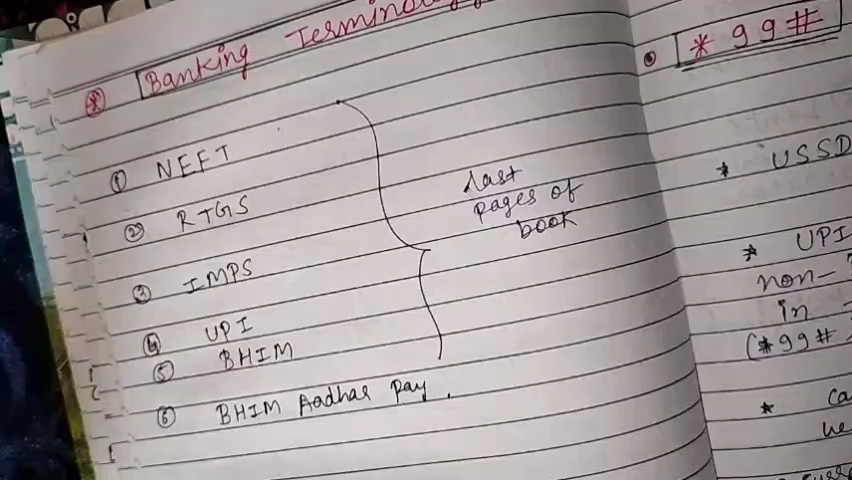 Banking Terminology
① NEFT
② RTGS
③ IMPS
④ UPI
⑤ BHIM
⑥ BHIM Aadhar Pay.
Last
pages of
book
*99#
* USSD
* UPI
non-
in
(*99#
* ca